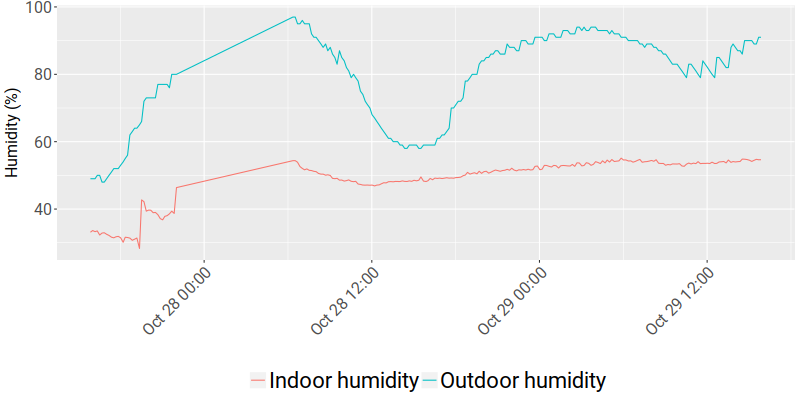 100
80
60
40
Humidity (%)
Oct 28 00:00
Oct 28 12:00
Oct 29 00:00
Oct 29 12:00
Indoor humidity Outdoor humidity